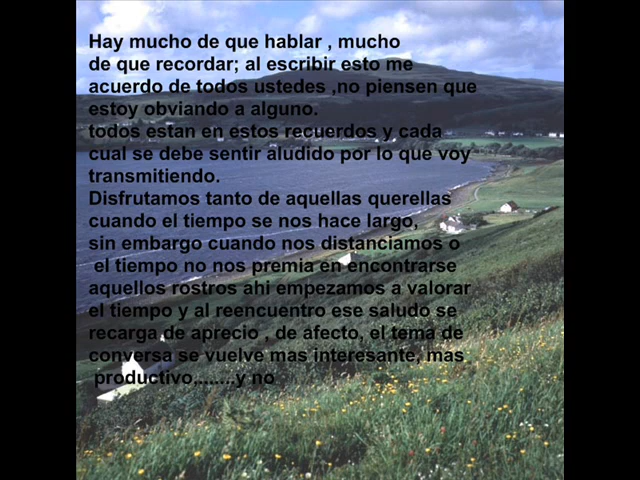 Hay mucho de que hablar , mucho
de que recordar; al escribir esto me
acuerdo de todos ustedes ,no piensen que
estoy obviando a alguno.
todos estan en estos recuerdos y cada
cual se debe sentir aludido por lo que voy
transmitiendo.
Disfrutamos tanto de aquellas querellas
cuando el tiempo se nos hace largo,
sin embargo cuando nos distanciamos o
el tiempo no nos premia en encontrarse
aquellos rostros ahi empezamos a valorar
el tiempo y al reencuentro ese saludo se
recarga de aprecio , de afecto, el tema de
conversa se vuelve mas interesante, mas
productivo,.......y no